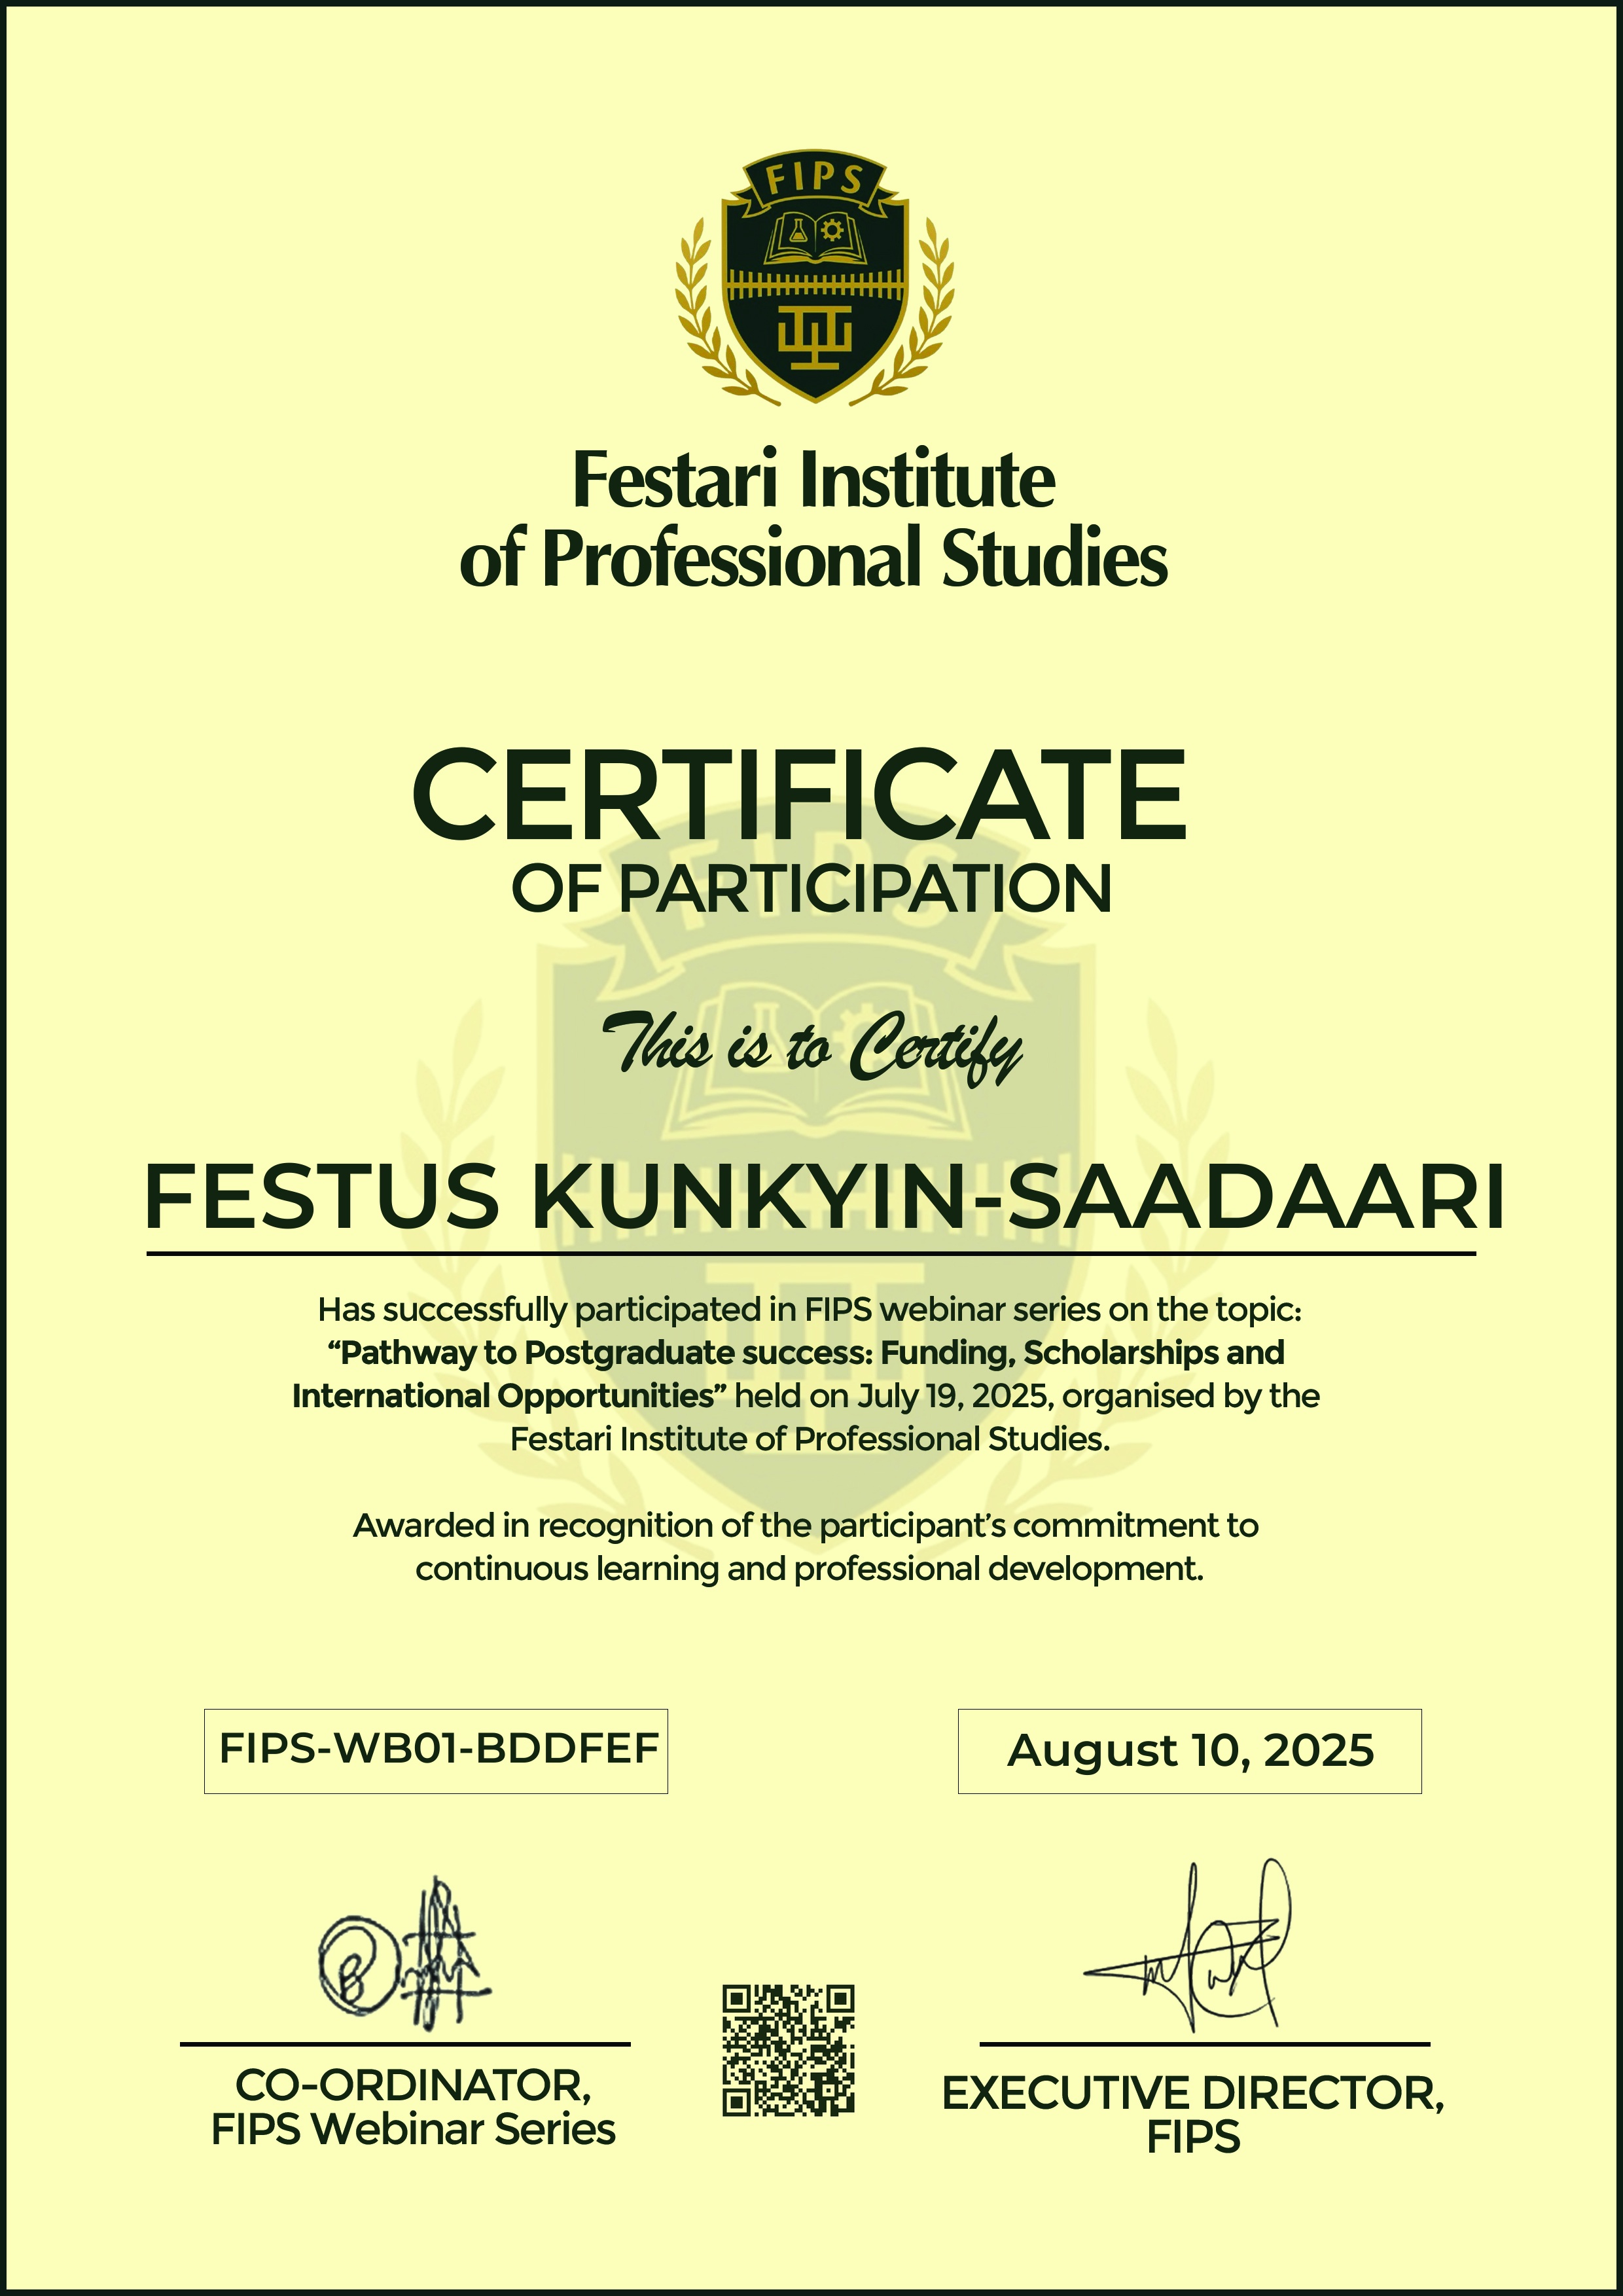 FIPS
Festari Institute
of Professional Studies
CERTIFICATE
OF PARTICIPATION
This is to Certify
FESTUS KUNKYIN-SAADAARI
Has successfully participated in FIPS webinar series on the topic:
“Pathway to Postgraduate success: Funding, Scholarships and
International Opportunities” held on July 19, 2025, organised by the
Festari Institute of Professional Studies.
Awarded in recognition of the participant’s commitment to
continuous learning and professional development.
FIPS-WB01-BDDFEF
August 10, 2025
CO-ORDINATOR,
FIPS Webinar Series
EXECUTIVE DIRECTOR,
FIPS